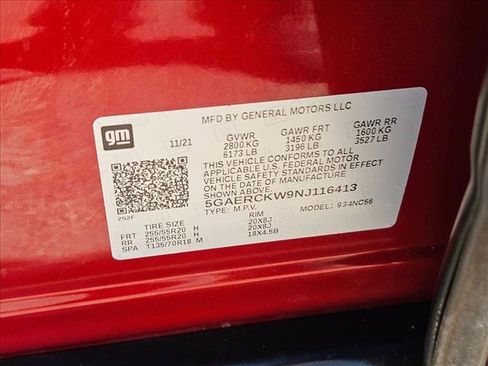 MFD BY GENERAL MOTORS LLC
gm
11/21 GVWR GAWR FRT GAWR RR
2800 KG 1450 KG 1600 KG
6173 LB 3196 LB 3527 LB
THIS VEHICLE CONFORMS TO ALL
APPLICABLE U.S. FEDERAL MOTOR
VEHICLE SAFETY STANDARDS IN EFFECT
ON THE DATE OF MANUFACTURE SHOWN ABOVE.
5GAERCKW9NJ116413
TYPE: M.P.V. MODEL: 934NC56
252F
TIRE SIZE RIM
FRT 255/55R20 H 20X8J
RR 255/55R20 H 20X8J
SPA T135/70R18 M 18X4.5B